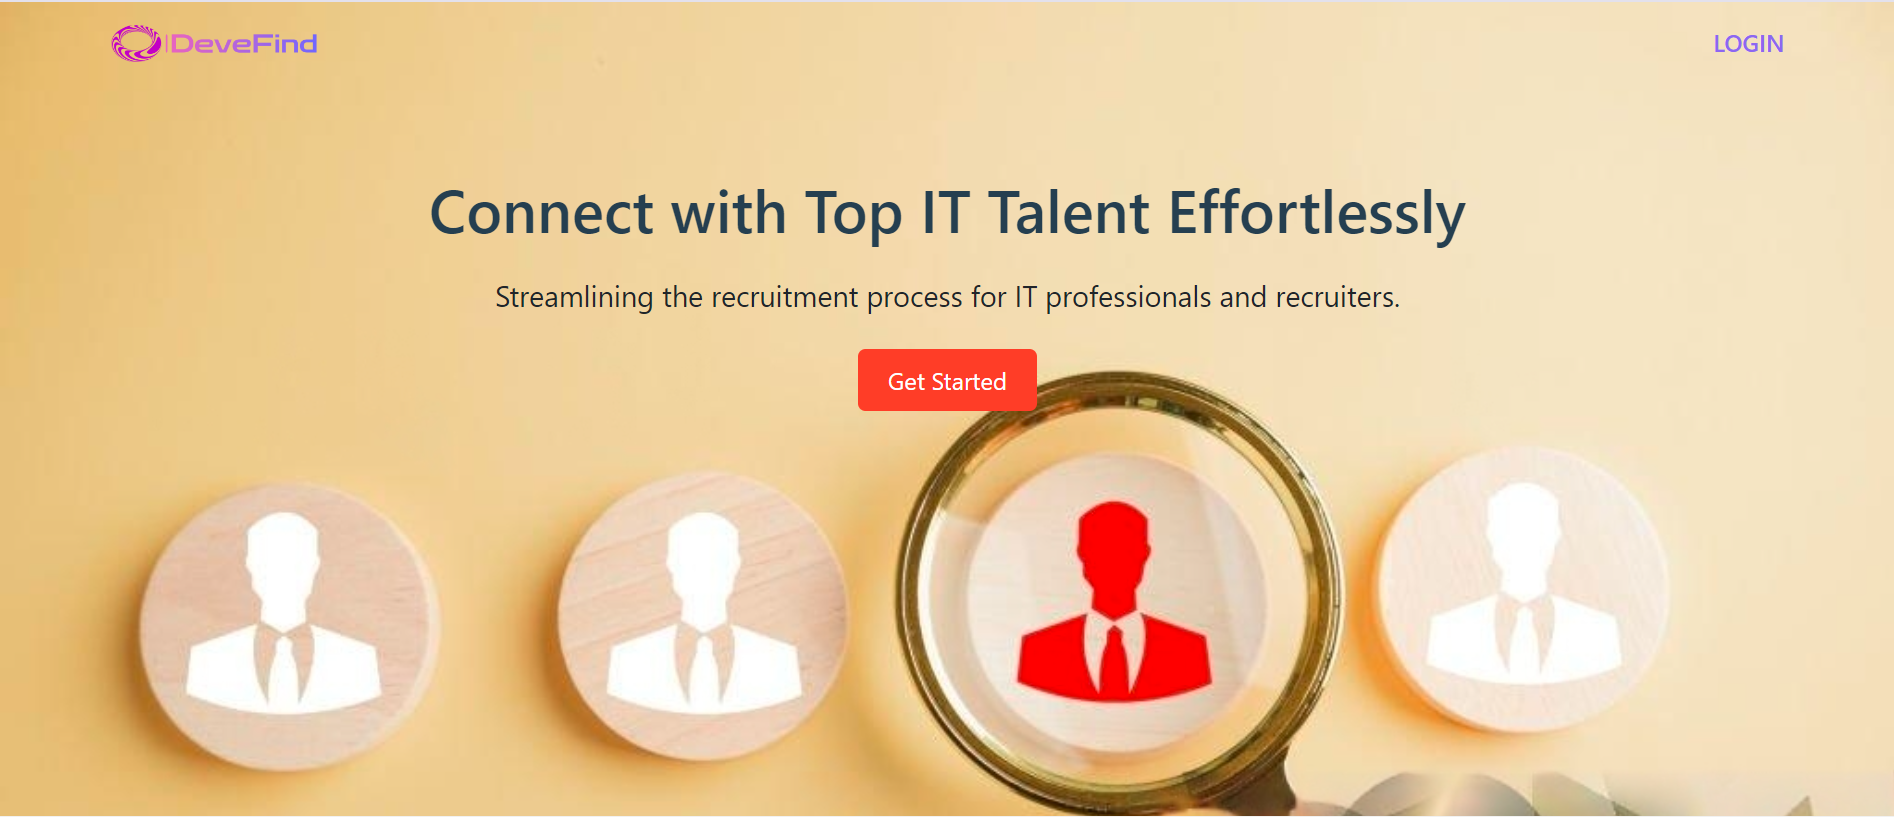 DeveFind
LOGIN
Connect with Top IT Talent Effortlessly
Streamlining the recruitment process for IT professionals and recruiters.
Get Started